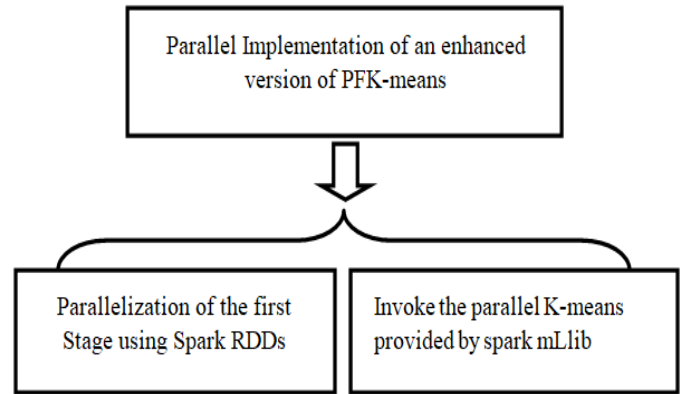 Parallel Implementation of an enhanced
version of PFK-means
Parallelization of the first
Stage using Spark RDDs
Invoke the parallel K-means
provided by spark mLlib